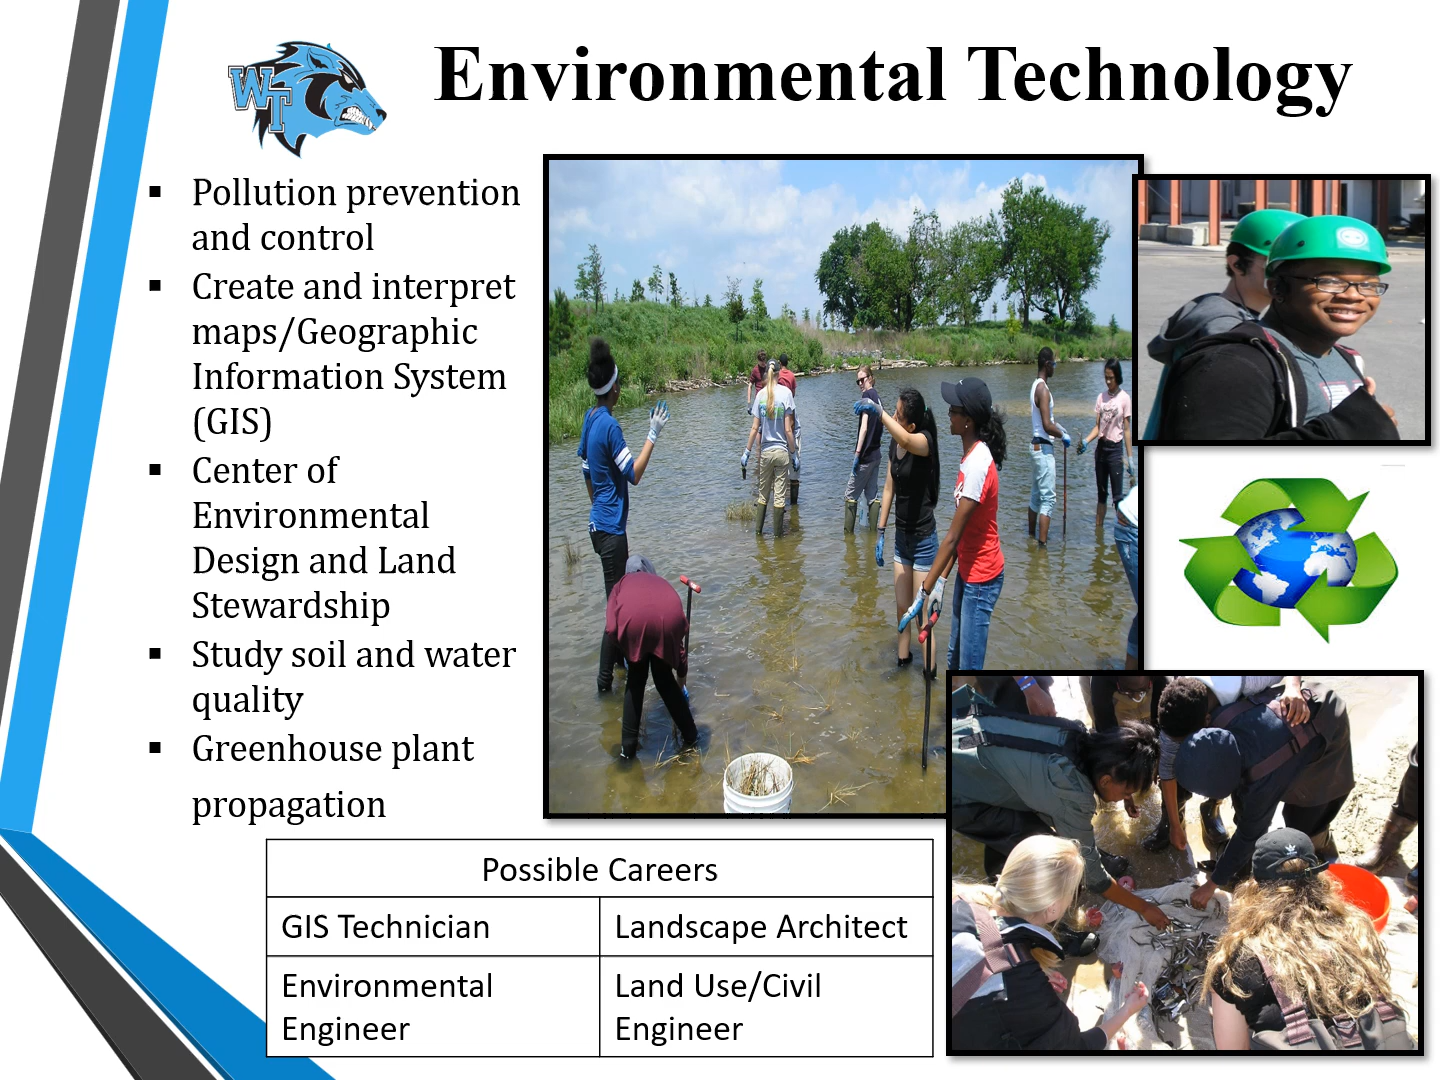 WT
Environmental Technology
▪ Pollution prevention
and control
▪ Create and interpret
maps/Geographic
Information System
(GIS)
▪ Center of
Environmental
Design and Land
Stewardship
▪ Study soil and water
quality
▪ Greenhouse plant
propagation
Possible Careers
GIS Technician
Landscape Architect
Environmental
Engineer
Land Use/Civil
Engineer